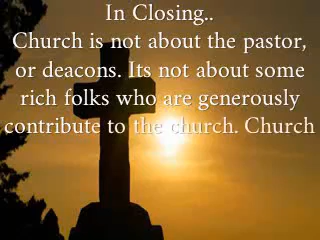 In Closing..
Church is not about the pastor,
or deacons. Its not about some
rich folks who are generously
contribute to the church. Church